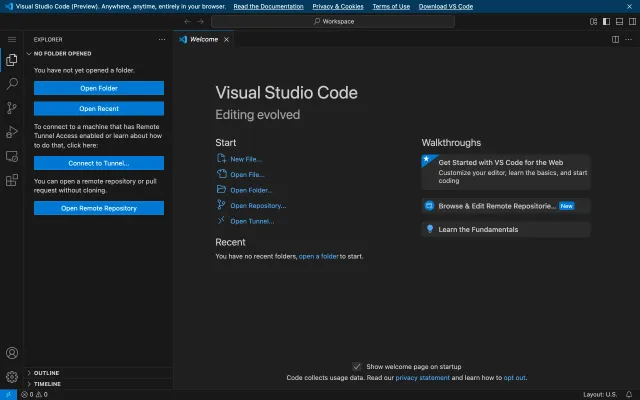 Visual Studio Code (Preview). Anywhere, anytime, entirely in your browser. Read the Documentation Privacy & Cookies Terms of Use Download VS Code
Workspace
EXPLORER
NO FOLDER OPENED
You have not yet opened a folder.
Open Folder
Open Recent
To connect to a machine that has Remote
Tunnel Access enabled or learn about how
to do that, click here:
Connect to Tunnel...
You can open a remote repository or pull
request without cloning.
Open Remote Repository
OUTLINE
TIMELINE
Welcome
Visual Studio Code
Editing evolved
Start
New File...
Open File...
Open Folder...
Open Repository...
Open Tunnel...
Recent
You have no recent folders, open a folder to start.
Walkthroughs
Get Started with VS Code for the Web
Customize your editor, learn the basics, and start
coding
Browse & Edit Remote Repositorie... New
Learn the Fundamentals
Show welcome page on startup
Code collects usage data. Read our privacy statement and learn how to opt out.
0 0
Layout: U.S.